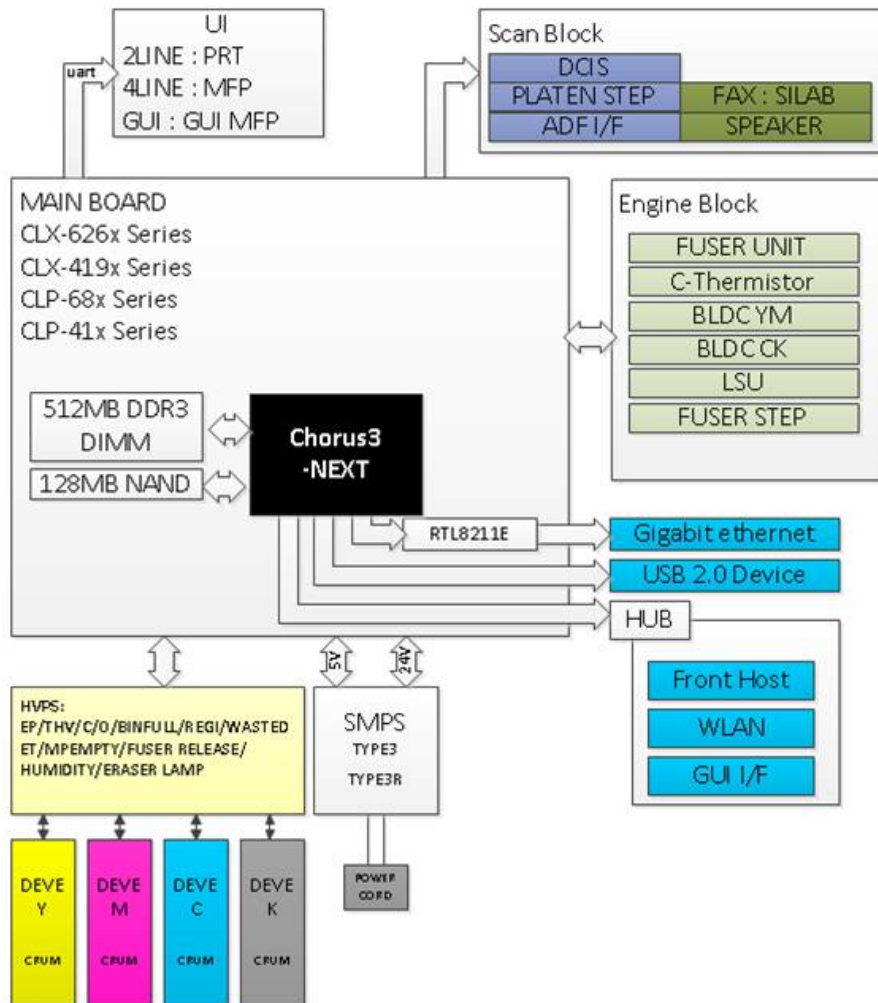 UI
2LINE : PRT
4LINE : MFP
GUI : GUI MFP
uart
Scan Block
DCIS
PLATEN STEP
FAX : SILAB
ADF I/F
SPEAKER
MAIN BOARD
CLX-626x Series
CLX-419x Series
CLP-68x Series
CLP-41x Series
Engine Block
FUSER UNIT
C-Thermistor
BLDC YM
BLDC CK
LSU
FUSER STEP
512MB DDR3
DIMM
128MB NAND
Chorus3
-NEXT
RTL8211E
Gigabit ethernet
USB 2.0 Device
HUB
Front Host
WLAN
GUI I/F
5V
24V
HVPS:
EP/THV/C/O/BINFULL/REGI/WASTED
ET/MPEMPTY/FUSER RELEASE/
HUMIDITY/ERASER LAMP
SMPS
TYPE3
TYPE3R
POWER
CORD
DEVE
Y
CRUM
DEVE
M
CRUM
DEVE
C
CRUM
DEVE
K
CRUM